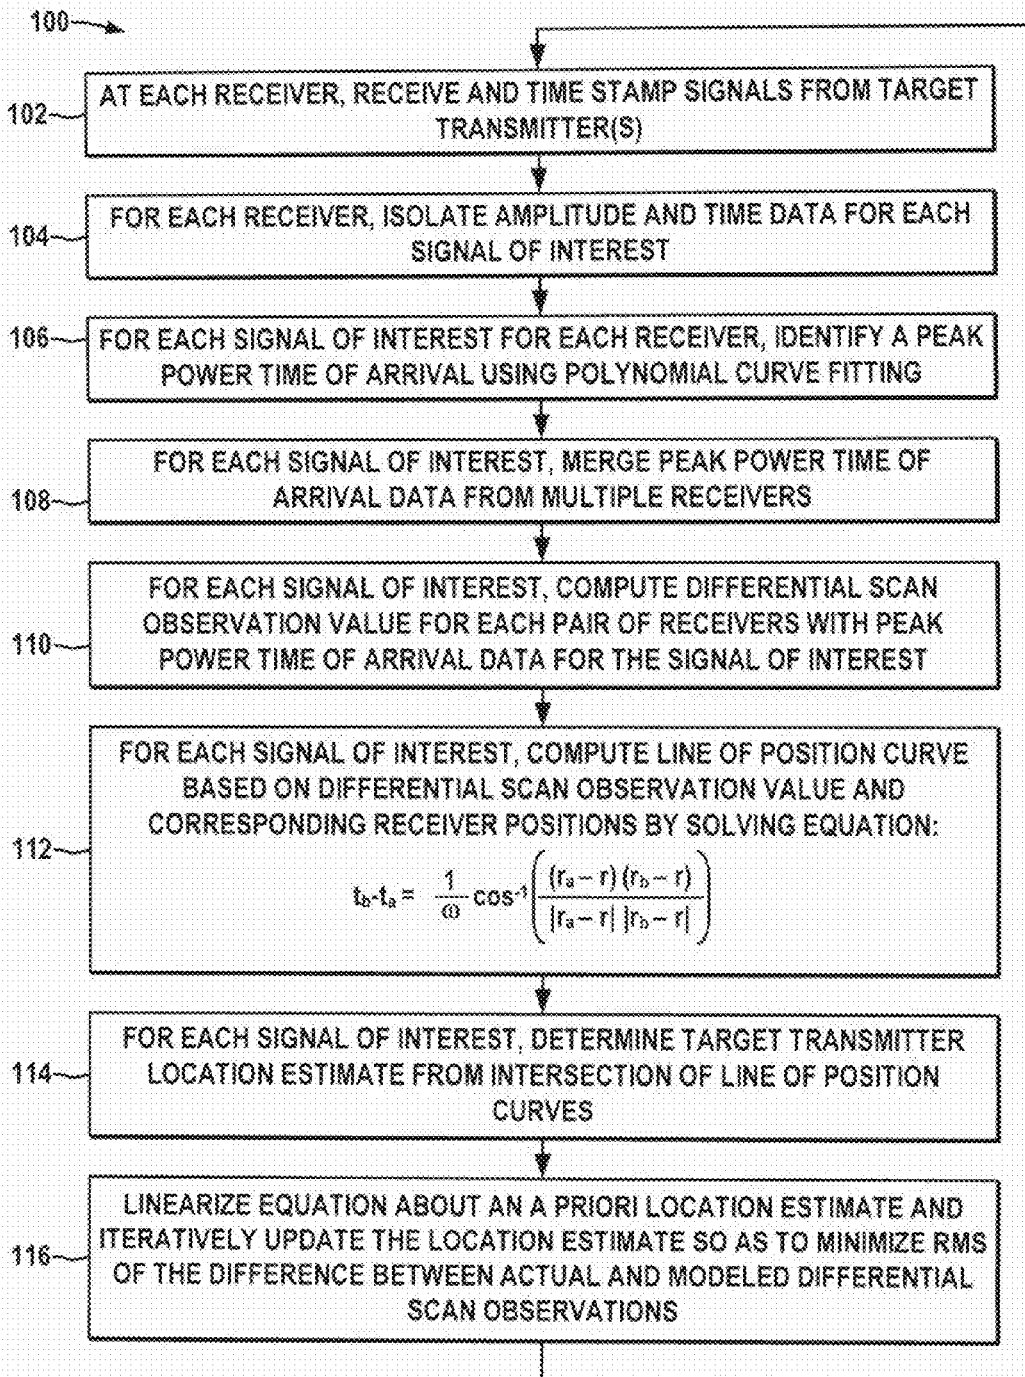 100
102
AT EACH RECEIVER, RECEIVE AND TIME STAMP SIGNALS FROM TARGET
TRANSMITTER(S)
104
FOR EACH RECEIVER, ISOLATE AMPLITUDE AND TIME DATA FOR EACH
SIGNAL OF INTEREST
106
FOR EACH SIGNAL OF INTEREST FOR EACH RECEIVER, IDENTIFY A PEAK
POWER TIME OF ARRIVAL USING POLYNOMIAL CURVE FITTING
108
FOR EACH SIGNAL OF INTEREST, MERGE PEAK POWER TIME OF
ARRIVAL DATA FROM MULTIPLE RECEIVERS
110
FOR EACH SIGNAL OF INTEREST, COMPUTE DIFFERENTIAL SCAN
OBSERVATION VALUE FOR EACH PAIR OF RECEIVERS WITH PEAK
POWER TIME OF ARRIVAL DATA FOR THE SIGNAL OF INTEREST
112
FOR EACH SIGNAL OF INTEREST, COMPUTE LINE OF POSITION CURVE
BASED ON DIFFERENTIAL SCAN OBSERVATION VALUE AND
CORRESPONDING RECEIVER POSITIONS BY SOLVING EQUATION:
t_b-t_a = 1/ω cos⁻¹((r_a – r) (r_b – r) / |r_a – r| |r_b – r|)
114
FOR EACH SIGNAL OF INTEREST, DETERMINE TARGET TRANSMITTER
LOCATION ESTIMATE FROM INTERSECTION OF LINE OF POSITION
CURVES
116
LINEARIZE EQUATION ABOUT AN A PRIORI LOCATION ESTIMATE AND
ITERATIVELY UPDATE THE LOCATION ESTIMATE SO AS TO MINIMIZE RMS
OF THE DIFFERENCE BETWEEN ACTUAL AND MODELED DIFFERENTIAL
SCAN OBSERVATIONS